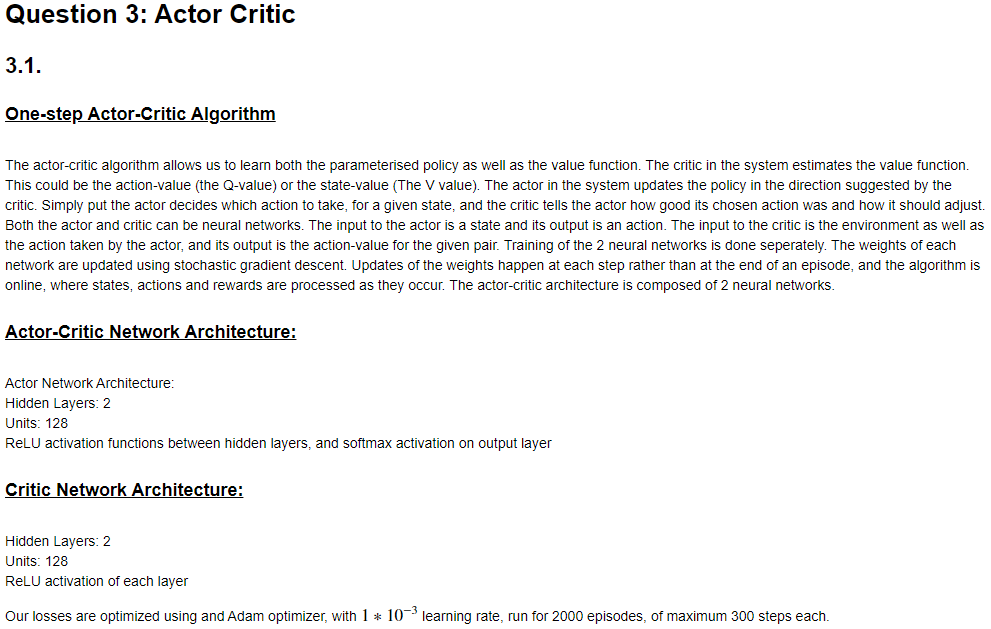 Question 3: Actor Critic
3.1.
One-step Actor-Critic Algorithm
The actor-critic algorithm allows us to learn both the parameterised policy as well as the value function. The critic in the system estimates the value function.
This could be the action-value (the Q-value) or the state-value (The V value). The actor in the system updates the policy in the direction suggested by the
critic. Simply put the actor decides which action to take, for a given state, and the critic tells the actor how good its chosen action was and how it should adjust.
Both the actor and critic can be neural networks. The input to the actor is a state and its output is an action. The input to the critic is the environment as well as
the action taken by the actor, and its output is the action-value for the given pair. Training of the 2 neural networks is done seperately. The weights of each
network are updated using stochastic gradient descent. Updates of the weights happen at each step rather than at the end of an episode, and the algorithm is
online, where states, actions and rewards are processed as they occur. The actor-critic architecture is composed of 2 neural networks.
Actor-Critic Network Architecture:
Actor Network Architecture:
Hidden Layers: 2
Units: 128
ReLU activation functions between hidden layers, and softmax activation on output layer
Critic Network Architecture:
Hidden Layers: 2
Units: 128
ReLU activation of each layer
Our losses are optimized using and Adam optimizer, with 1 * 10⁻³ learning rate, run for 2000 episodes, of maximum 300 steps each.